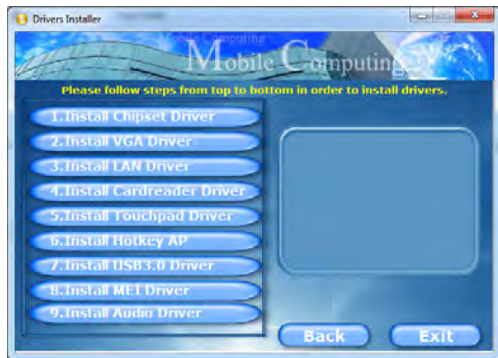 Drivers Installer
Mobile Computing
Mobile Computing
Please follow steps from top to bottom in order to install drivers.
1.Install Chipset Driver
2.Install VGA Driver
3.Install LAN Driver
4.Install Cardreader Driver
5.Install Touchpad Driver
6.Install Hotkey AP
7.Install USB3.0 Driver
8.Install MEI Driver
9.Install Audio Driver
Back
Exit